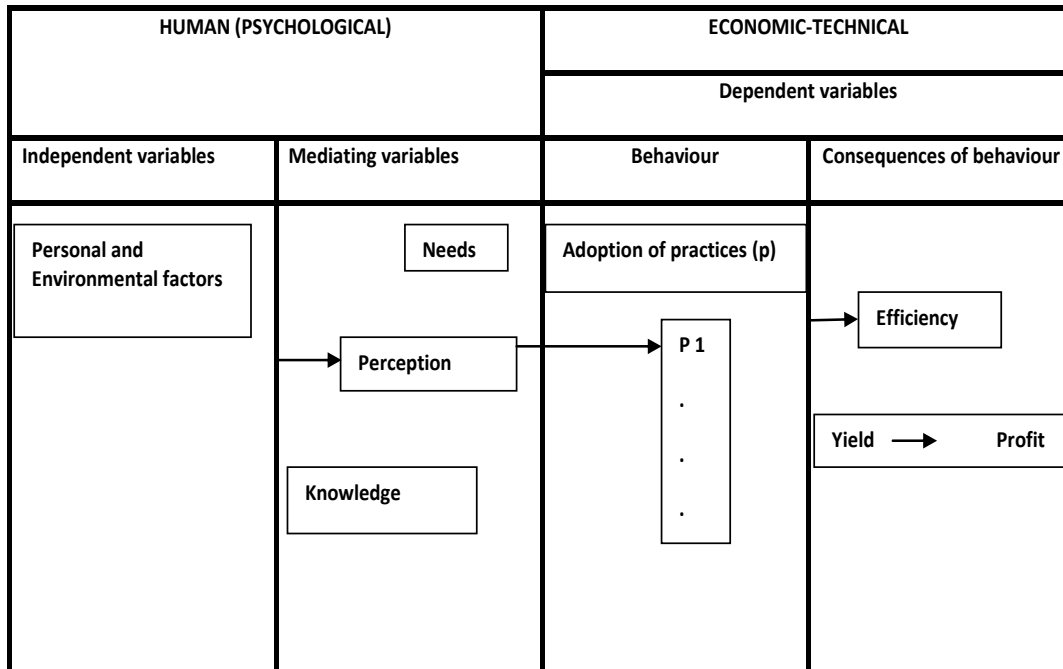 HUMAN (PSYCHOLOGICAL)
ECONOMIC-TECHNICAL
Dependent variables
Independent variables
Mediating variables
Behaviour
Consequences of behaviour
Personal and
Environmental factors
Needs
Perception
Knowledge
Adoption of practices (p)
P 1
.
.
.
Efficiency
Yield Profit